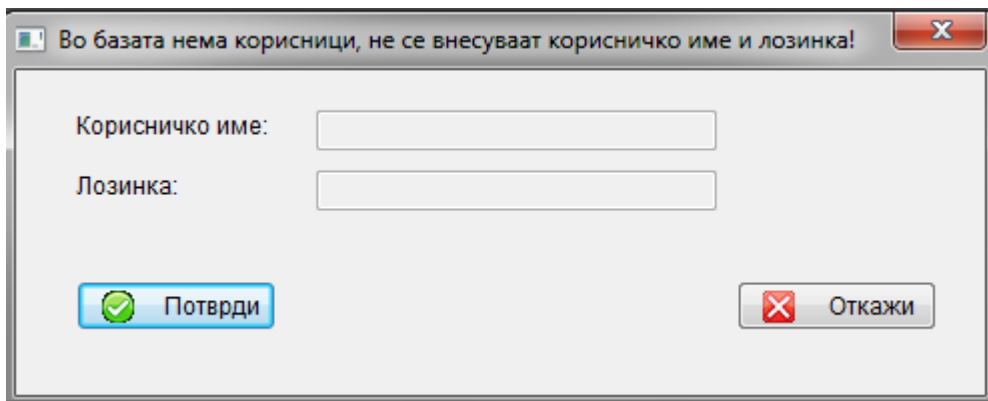 Во базата нема корисници, не се внесуваат корисничко име и лозинка!
Корисничко име:
Лозинка:
Потврди
Откажи